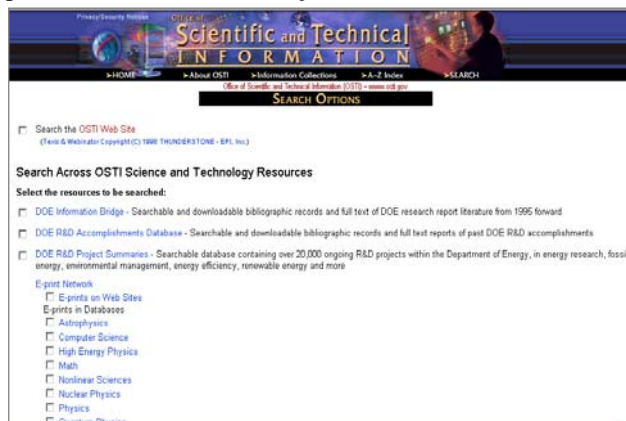 Privacy/Security Notices
Office of
Scientific and Technical
INFORMATION
►HOME ►About OSTI ►Information Collections ►A–Z Index ►SEARCH
Office of Scientific and Technical Information (OSTI) – www.osti.gov
SEARCH OPTIONS
Search the OSTI Web Site
(Texis & Webinator Copyright (C) 1998 THUNDERSTONE - EPI, Inc.)
Search Across OSTI Science and Technology Resources
Select the resources to be searched:
DOE Information Bridge - Searchable and downloadable bibliographic records and full text of DOE research report literature from 1995 forward
DOE R&D Accomplishments Database - Searchable and downloadable bibliographic records and full text reports of past DOE R&D accomplishments
DOE R&D Project Summaries - Searchable database containing over 20,000 ongoing R&D projects within the Department of Energy, in energy research, fossi
energy, environmental management, energy efficiency, renewable energy and more
E-print Network
E-prints on Web Sites
E-prints in Databases
Astrophysics
Computer Science
High Energy Physics
Math
Nonlinear Sciences
Nuclear Physics
Physics